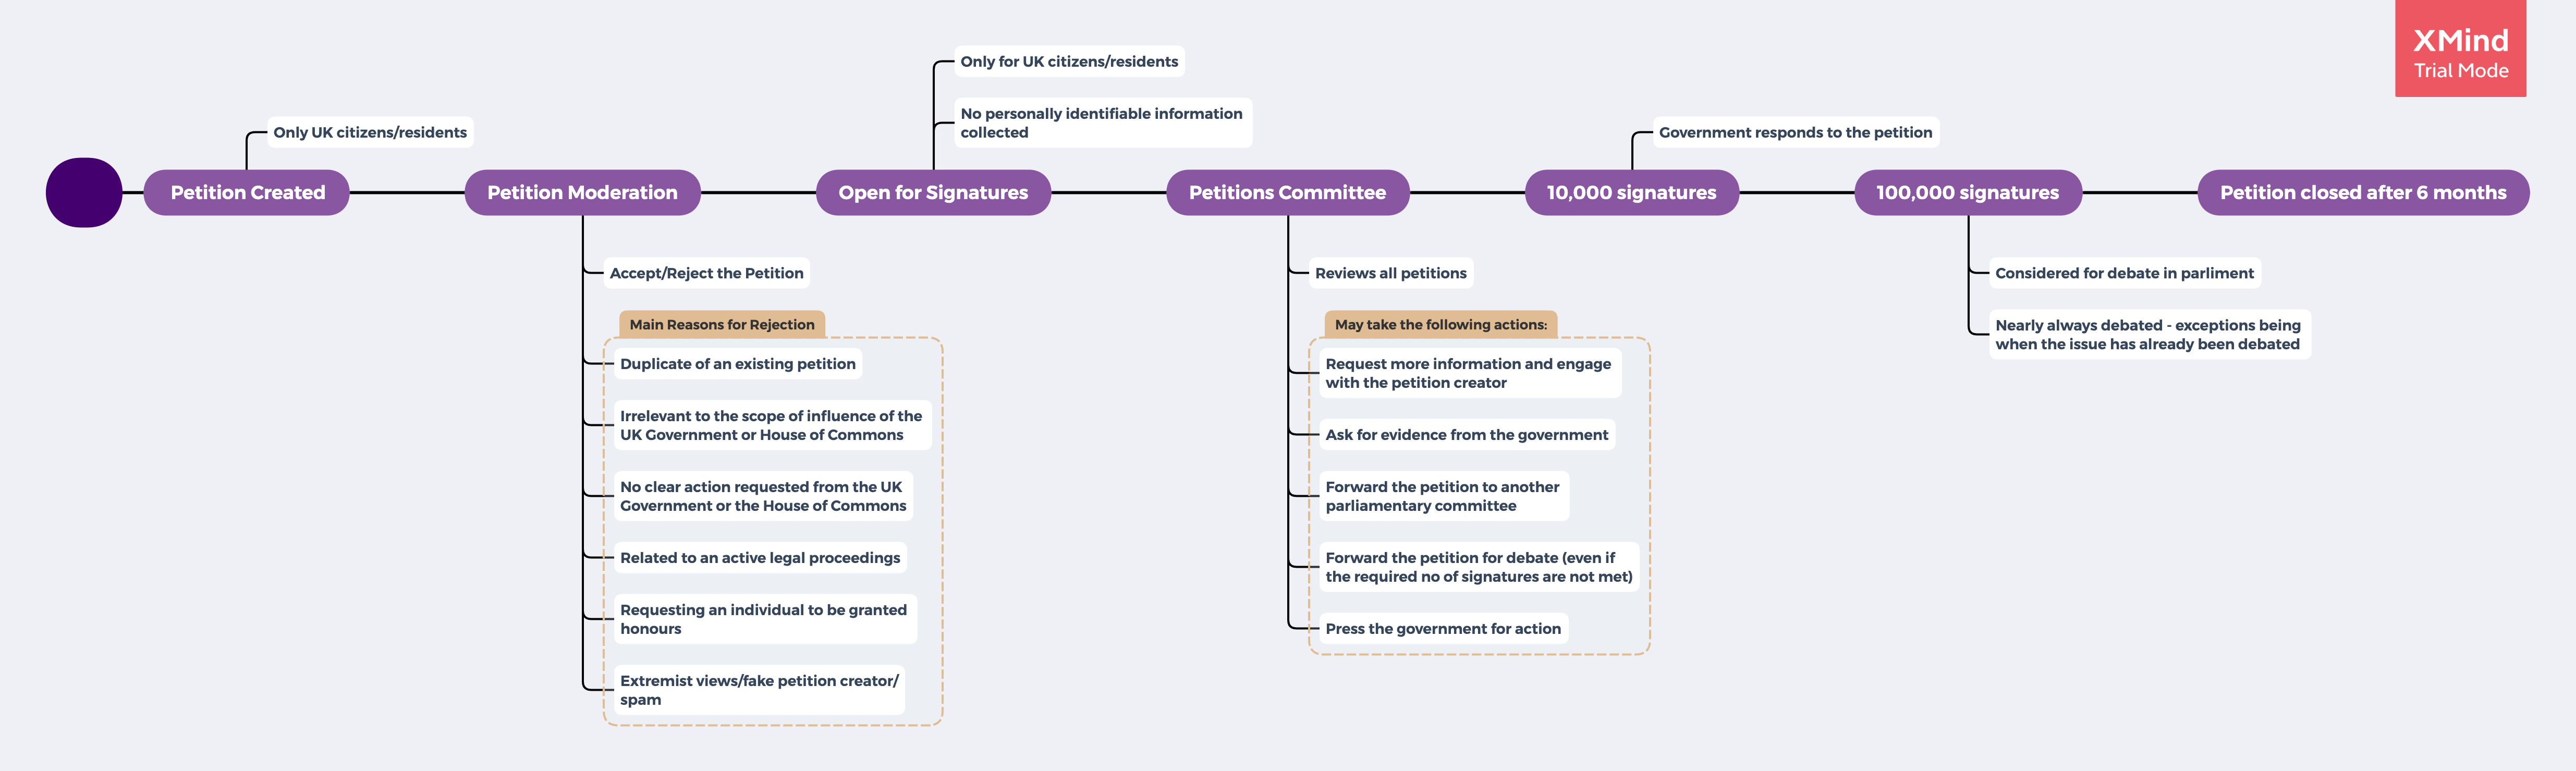 XMind
Trial Mode
Only for UK citizens/residents
No personally identifiable information
collected
Only UK citizens/residents
Government responds to the petition
Petition Created
Petition Moderation
Open for Signatures
Petitions Committee
10,000 signatures
100,000 signatures
Petition closed after 6 months
Accept/Reject the Petition
Main Reasons for Rejection
Duplicate of an existing petition
Irrelevant to the scope of influence of the
UK Government or House of Commons
No clear action requested from the UK
Government or the House of Commons
Related to an active legal proceedings
Requesting an individual to be granted
honours
Extremist views/fake petition creator/
spam
Reviews all petitions
May take the following actions:
Request more information and engage
with the petition creator
Ask for evidence from the government
Forward the petition to another
parliamentary committee
Forward the petition for debate (even if
the required no of signatures are not met)
Press the government for action
Considered for debate in parliment
Nearly always debated - exceptions being
when the issue has already been debated